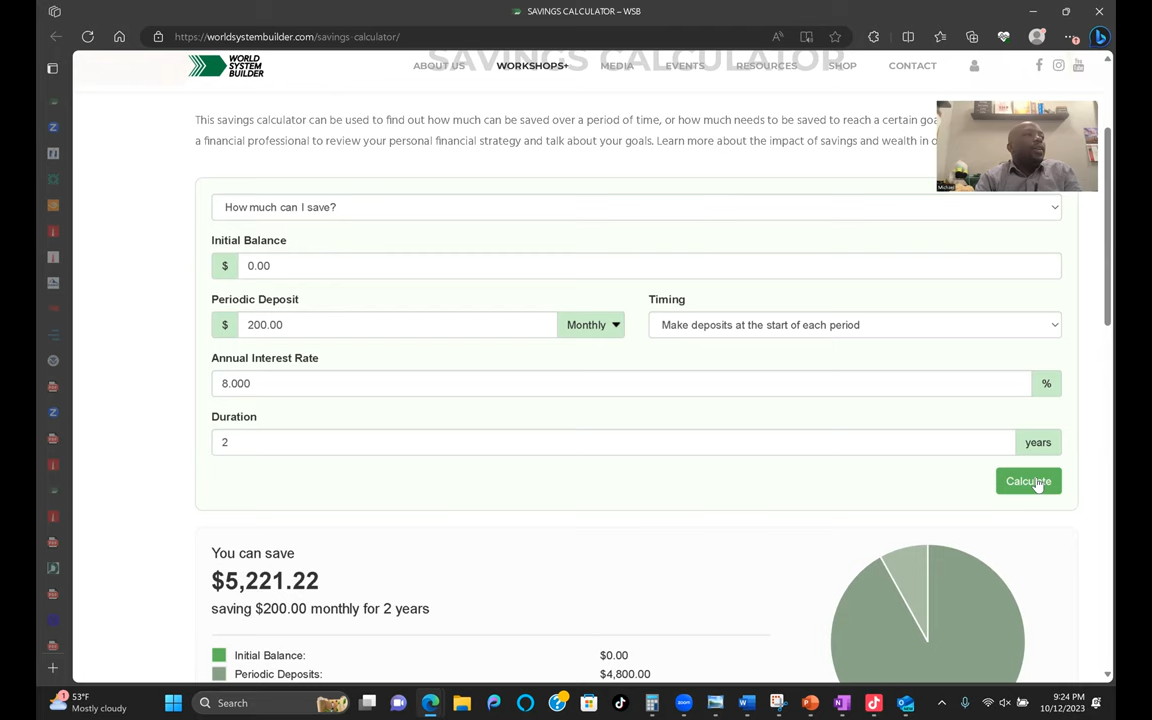 SAVINGS CALCULATOR – WSB
https://worldsystembuilder.com/savings-calculator/
SAVINGS CALCULATOR
WORLD
SYSTEM
BUILDER
ABOUT US WORKSHOPS+ MEDIA EVENTS RESOURCES SHOP CONTACT
This savings calculator can be used to find out how much can be saved over a period of time, or how much needs to be saved to reach a certain
a financial professional to review your personal financial strategy and talk about your goals. Learn more about the impact of savings and wealth in
Michael
How much can I save?
Initial Balance
$ 0.00
Periodic Deposit Timing
$ 200.00 Monthly Make deposits at the start of each period
Annual Interest Rate
8.000 %
Duration
2 years
Calculate
You can save
$5,221.22
saving $200.00 monthly for 2 years
Initial Balance: $0.00
Periodic Deposits: $4,800.00
53°F
Mostly cloudy
Search
9:24 PM
10/12/2023